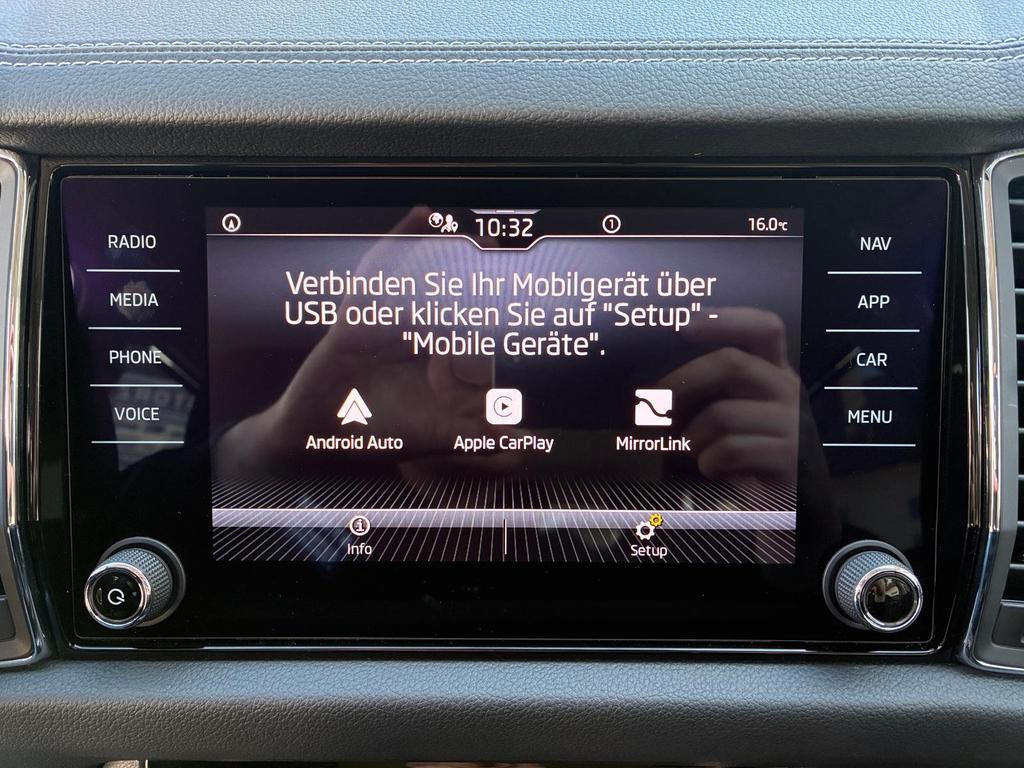 10:32
1
16.0°C
RADIO
MEDIA
PHONE
VOICE
NAV
APP
CAR
MENU
Verbinden Sie Ihr Mobilgerät über
USB oder klicken Sie auf "Setup" -
"Mobile Geräte".
Android Auto
Apple CarPlay
MirrorLink
Info
Setup